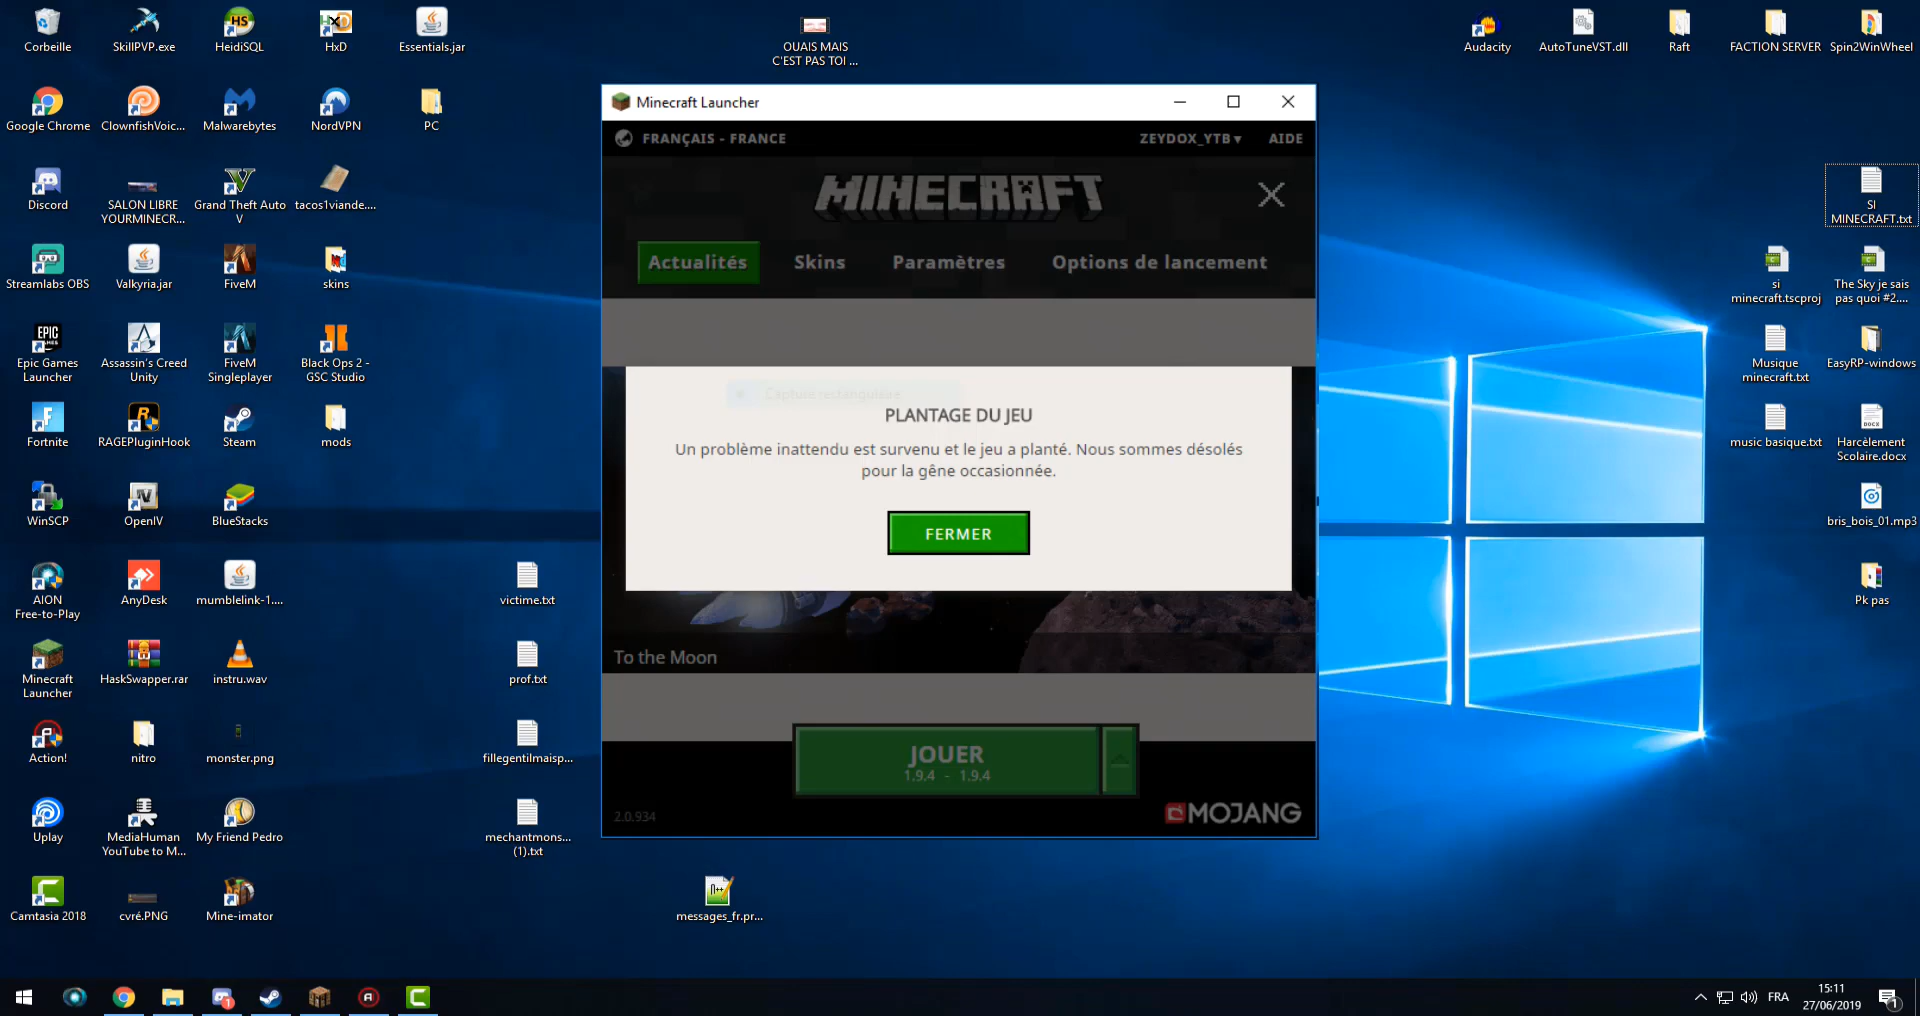 Corbeille
SkillPVP.exe
HeidiSQL
HxD
Essentials.jar
OUAIS MAIS
C'EST PAS TOI ...
Audacity
AutoTuneVST.dll
Raft
FACTION SERVER
Spin2WinWheel
Google Chrome
ClownfishVoic...
Malwarebytes
NordVPN
PC
Discord
SALON LIBRE
YOURMINECR...
Grand Theft Auto
V
tacos1viande....
Streamlabs OBS
Valkyria.jar
FiveM
skins
Epic Games
Launcher
Assassin's Creed
Unity
FiveM
Singleplayer
Black Ops 2 -
GSC Studio
Fortnite
RAGEPluginHook
Steam
mods
WinSCP
OpenIV
BlueStacks
AION
Free-to-Play
AnyDesk
mumblelink-1....
victime.txt
Minecraft
Launcher
HaskSwapper.rar
instru.wav
prof.txt
Action!
nitro
monster.png
fillegentilmaisp...
Uplay
MediaHuman
YouTube to M...
My Friend Pedro
mechantmons...
(1).txt
Camtasia 2018
cvré.PNG
Mine-imator
messages_fr.pr...
Minecraft Launcher
FRANÇAIS - FRANCE
ZEYDOX_YTB
AIDE
MINECRAFT
Actualités
Skins
Paramètres
Options de lancement
Capture rectangulaire
PLANTAGE DU JEU
Un problème inattendu est survenu et le jeu a planté. Nous sommes désolés
pour la gêne occasionnée.
FERMER
To the Moon
JOUER
1.9.4 - 1.9.4
2.0.934
MOJANG
SI
MINECRAFT.txt
si
minecraft.tscproj
The Sky je sais
pas quoi #2....
Musique
minecraft.txt
EasyRP-windows
music basique.txt
Harcèlement
Scolaire.docx
bris_bois_01.mp3
Pk pas
FRA
15:11
27/06/2019